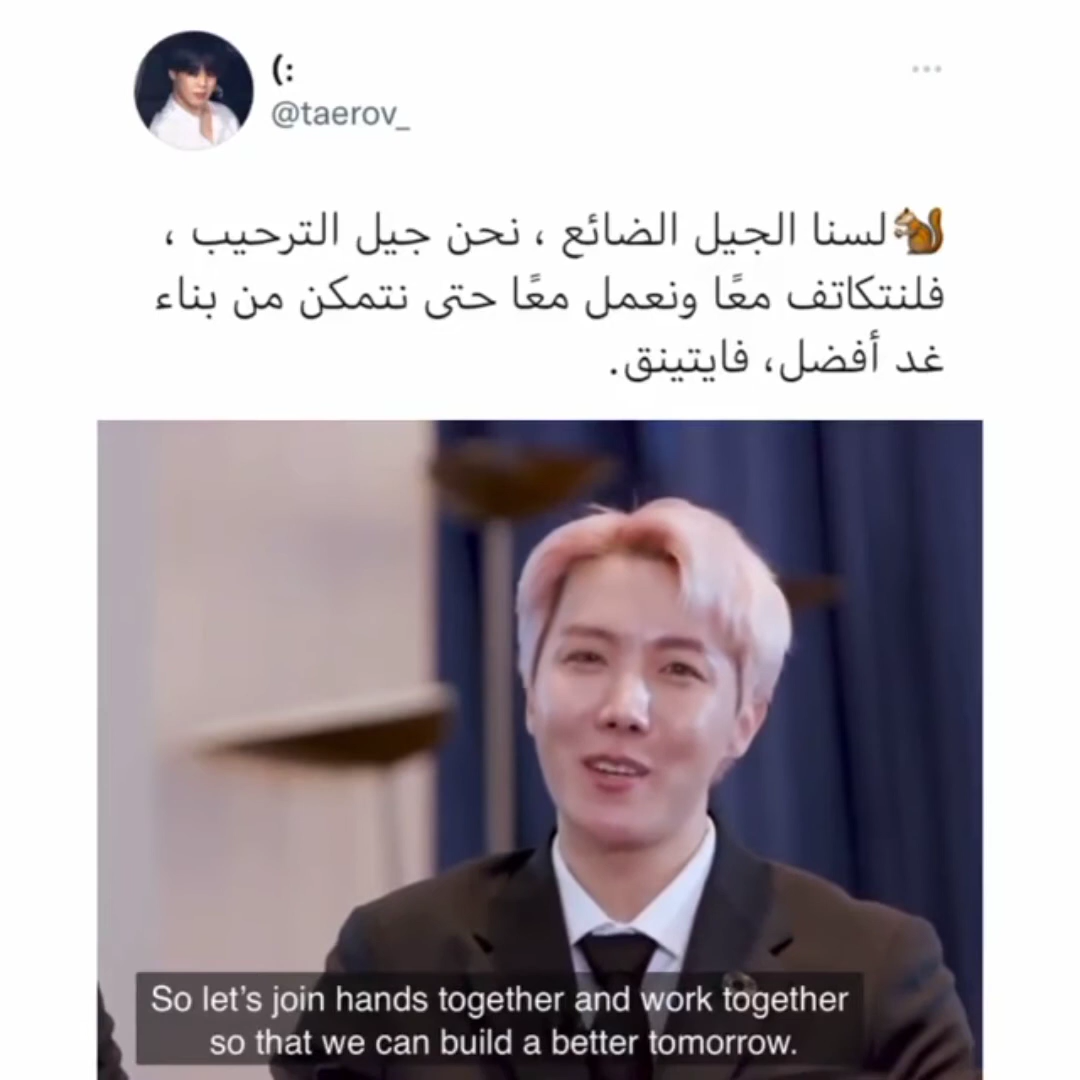 (:
@taerov_
🐿️لسنا الجيل الضائع ، نحن جيل الترحيب ،
فلنتكاتف معًا ونعمل معًا حتى نتمكن من بناء
غد أفضل، فايتينق.
So let's join hands together and work together
so that we can build a better tomorrow.